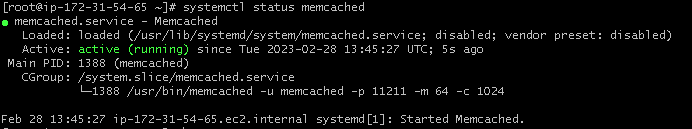 [root@ip-172-31-54-65 ~]# systemctl status memcached
● memcached.service - Memcached
   Loaded: loaded (/usr/lib/systemd/system/memcached.service; disabled; vendor preset: disabled)
   Active: active (running) since Tue 2023-02-28 13:45:27 UTC; 5s ago
 Main PID: 1388 (memcached)
   CGroup: /system.slice/memcached.service
           └─1388 /usr/bin/memcached -u memcached -p 11211 -m 64 -c 1024

Feb 28 13:45:27 ip-172-31-54-65.ec2.internal systemd[1]: Started Memcached.